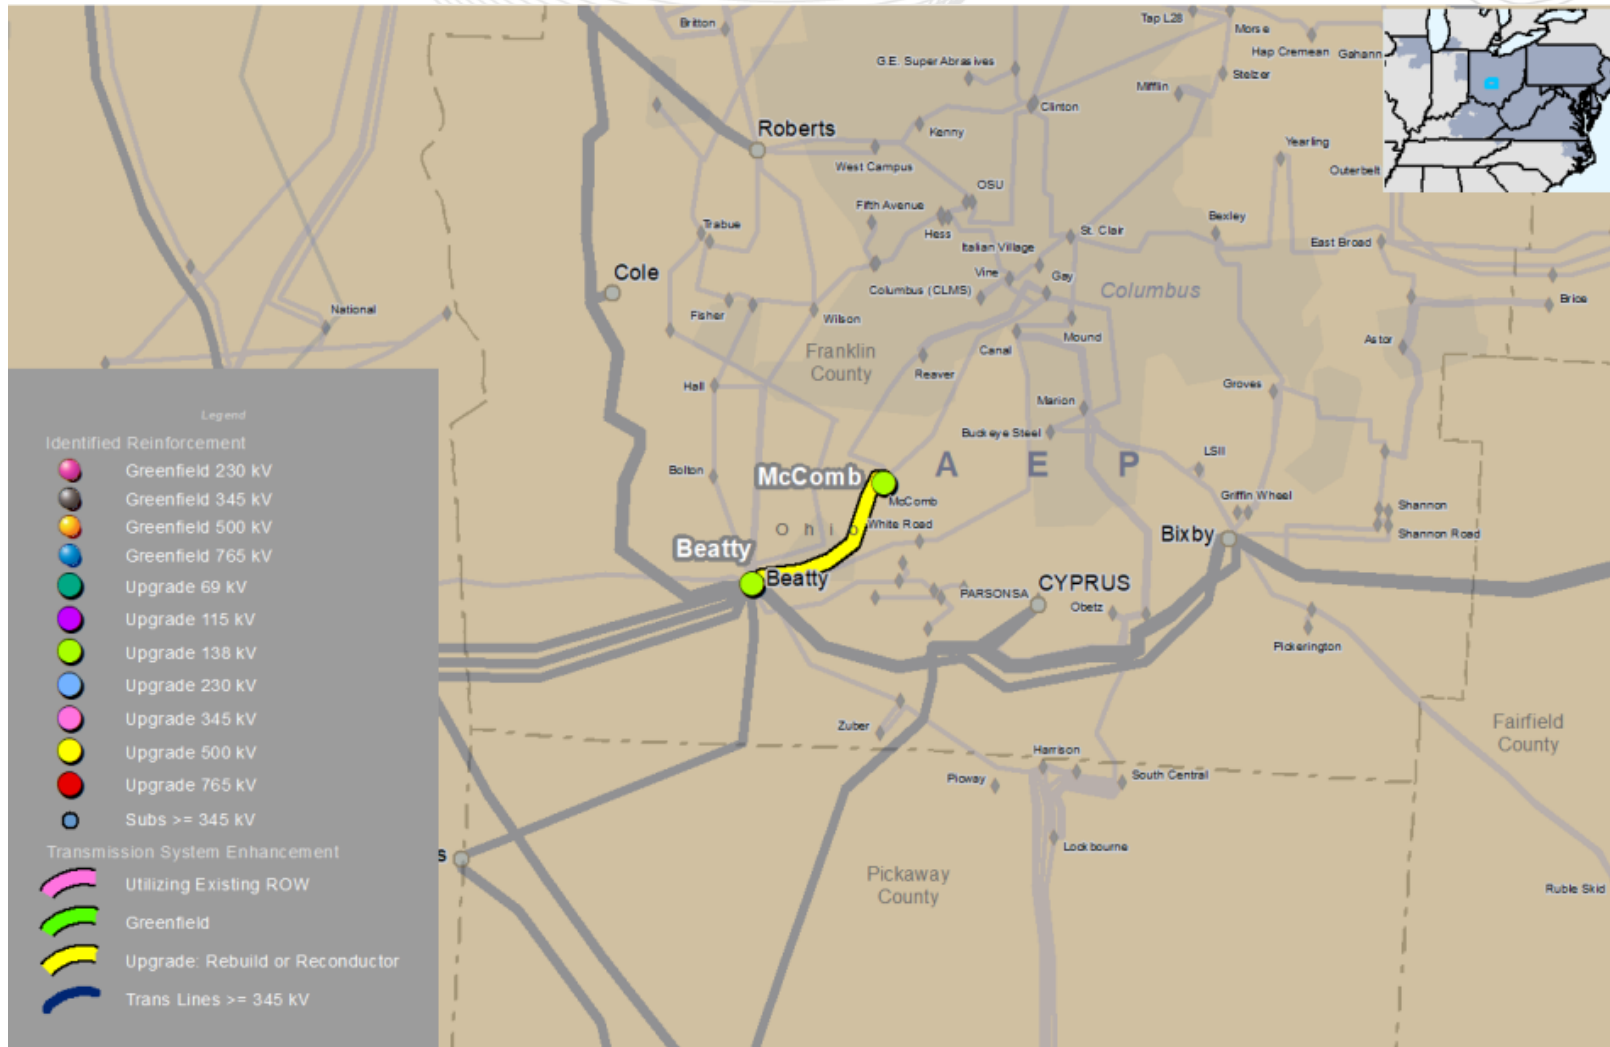 Britton
Tap L28
Morse
Hap Cremean
Gahann
G.E. Super Abrasives
Stelzer
Mifflin
Clinton
Roberts
Kenny
Yearling
West Campus
Outerbelt
OSU
Fifth Avenue
Trabue
Hess
Bexley
St. Clair
East Broad
Italian Village
Cole
Vine
Gay
Columbus (CLMS)
Columbus
National
Fisher
Wilson
Brice
Mound
Astor
Franklin
County
Canal
Reaver
Hall
Groves
Marion
Buckeye Steel
LSII
Bolton
McComb
A E P
McComb
Griffin Wheel
Shannon
White Road
Ohio
Shannon Road
Bixby
Beatty
Beatty
PARSONSA
CYPRUS
Obetz
Pickerington
Zuber
Fairfield
County
Harrison
Picway
South Central
Lockbourne
s
Pickaway
County
Ruble Skid
Legend
Identified Reinforcement
Greenfield 230 kV
Greenfield 345 kV
Greenfield 500 kV
Greenfield 765 kV
Upgrade 69 kV
Upgrade 115 kV
Upgrade 138 kV
Upgrade 230 kV
Upgrade 345 kV
Upgrade 500 kV
Upgrade 765 kV
Subs >= 345 kV
Transmission System Enhancement
Utilizing Existing ROW
Greenfield
Upgrade: Rebuild or Reconductor
Trans Lines >= 345 kV